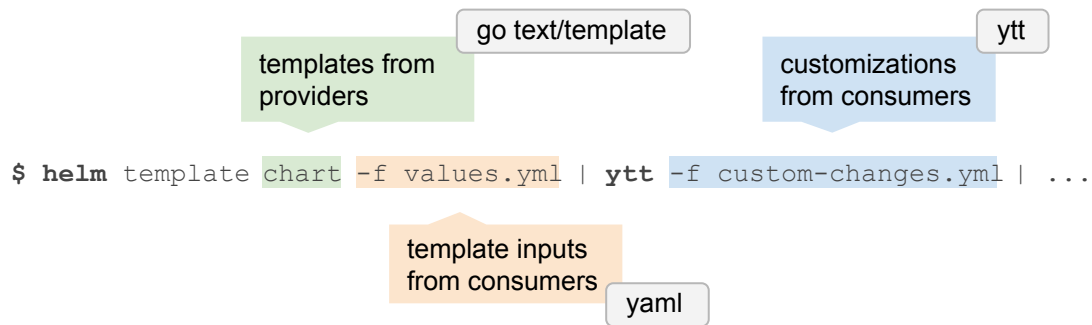 go text/template
ytt
templates from
providers
customizations
from consumers
$ helm template chart -f values.yml | ytt -f custom-changes.yml | ...
template inputs
from consumers
yaml